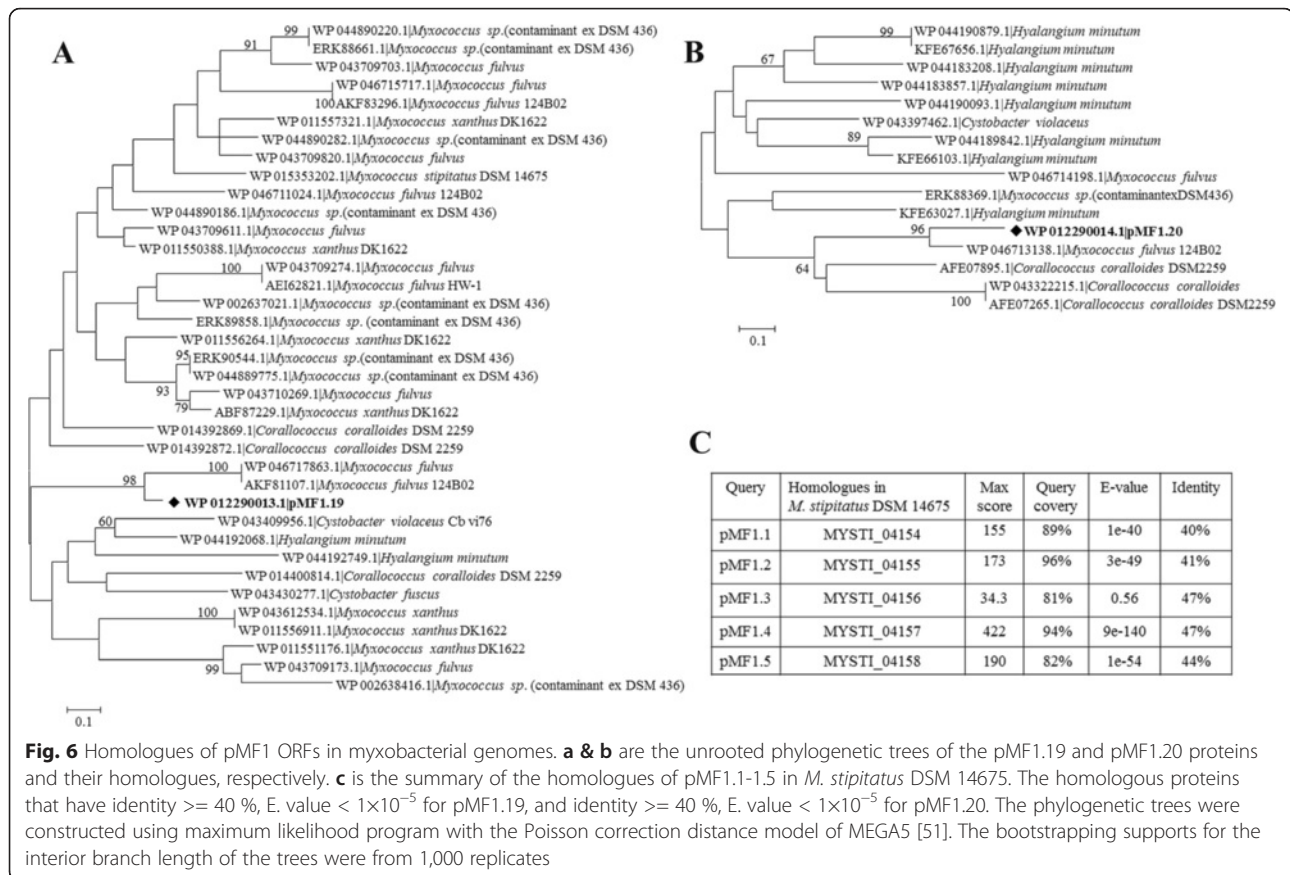 A
99
WP 044890220.1|Myxococcus sp.(contaminant ex DSM 436)
ERK88661.1|Myxococcus sp.(contaminant ex DSM 436)
91
WP 043709703.1|Myxococcus fulvus
WP 046715717.1|Myxococcus fulvus
100
AKF83296.1|Myxococcus fulvus 124B02
WP 011557321.1|Myxococcus xanthus DK1622
WP 044890282.1|Myxococcus sp.(contaminant ex DSM 436)
WP 043709820.1|Myxococcus fulvus
WP 015353202.1|Myxococcus stipitatus DSM 14675
WP 046711024.1|Myxococcus fulvus 124B02
WP 044890186.1|Myxococcus sp.(contaminant ex DSM 436)
WP 043709611.1|Myxococcus fulvus
WP 011550388.1|Myxococcus xanthus DK1622
100
WP 043709274.1|Myxococcus fulvus
AEI62821.1|Myxococcus fulvus HW-1
WP 002637021.1|Myxococcus sp.(contaminant ex DSM 436)
ERK89858.1|Myxococcus sp. (contaminant ex DSM 436)
WP 011556264.1|Myxococcus xanthus DK1622
95
ERK90544.1|Myxococcus sp.(contaminant ex DSM 436)
WP 044889775.1|Myxococcus sp.(contaminant ex DSM 436)
93
WP 043710269.1|Myxococcus fulvus
79
ABF87229.1|Myxococcus xanthus DK1622
WP 014392869.1|Corallococcus coralloides DSM 2259
WP 014392872.1|Corallococcus coralloides DSM 2259
100
WP 046717863.1|Myxococcus fulvus
AKF81107.1|Myxococcus fulvus 124B02
98
◆ WP 012290013.1|pMF1.19
60
WP 043409956.1|Cystobacter violaceus Cb vi76
WP 044192068.1|Hyalangium minutum
WP 044192749.1|Hyalangium minutum
WP 014400814.1|Corallococcus coralloides DSM 2259
WP 043430277.1|Cystobacter fuscus
100
WP 043612534.1|Myxococcus xanthus
WP 011556911.1|Myxococcus xanthus DK1622
WP 011551176.1|Myxococcus xanthus DK1622
99
WP 043709173.1|Myxococcus fulvus
WP 002638416.1|Myxococcus sp. (contaminant ex DSM 436)
0.1
B
99
WP 044190879.1|Hyalangium minutum
KFE67656.1|Hyalangium minutum
67
WP 044183208.1|Hyalangium minutum
WP 044183857.1|Hyalangium minutum
WP 044190093.1|Hyalangium minutum
WP 043397462.1|Cystobacter violaceus
89
WP 044189842.1|Hyalangium minutum
KFE66103.1|Hyalangium minutum
WP 046714198.1|Myxococcus fulvus
ERK88369.1|Myxococcus sp.(contaminantexDSM436)
KFE63027.1|Hyalangium minutum
96
◆WP 012290014.1|pMF1.20
WP 046713138.1|Myxococcus fulvus 124B02
64
AFE07895.1|Corallococcus coralloides DSM2259
WP 043322215.1|Corallococcus coralloides
100
AFE07265.1|Corallococcus coralloides DSM2259
0.1
C
Query Homologues in M. stipitatus DSM 14675 Max score Query covery E-value Identity
pMF1.1 MYSTI_04154 155 89% 1e-40 40%
pMF1.2 MYSTI_04155 173 96% 3e-49 41%
pMF1.3 MYSTI_04156 34.3 81% 0.56 47%
pMF1.4 MYSTI_04157 422 94% 9e-140 47%
pMF1.5 MYSTI_04158 190 82% 1e-54 44%
Fig. 6 Homologues of pMF1 ORFs in myxobacterial genomes. a & b are the unrooted phylogenetic trees of the pMF1.19 and pMF1.20 proteins
and their homologues, respectively. c is the summary of the homologues of pMF1.1-1.5 in M. stipitatus DSM 14675. The homologous proteins
that have identity >= 40 %, E. value < 1×10⁻⁵ for pMF1.19, and identity >= 40 %, E. value < 1×10⁻⁵ for pMF1.20. The phylogenetic trees were
constructed using maximum likelihood program with the Poisson correction distance model of MEGA5 [51]. The bootstrapping supports for the
interior branch length of the trees were from 1,000 replicates